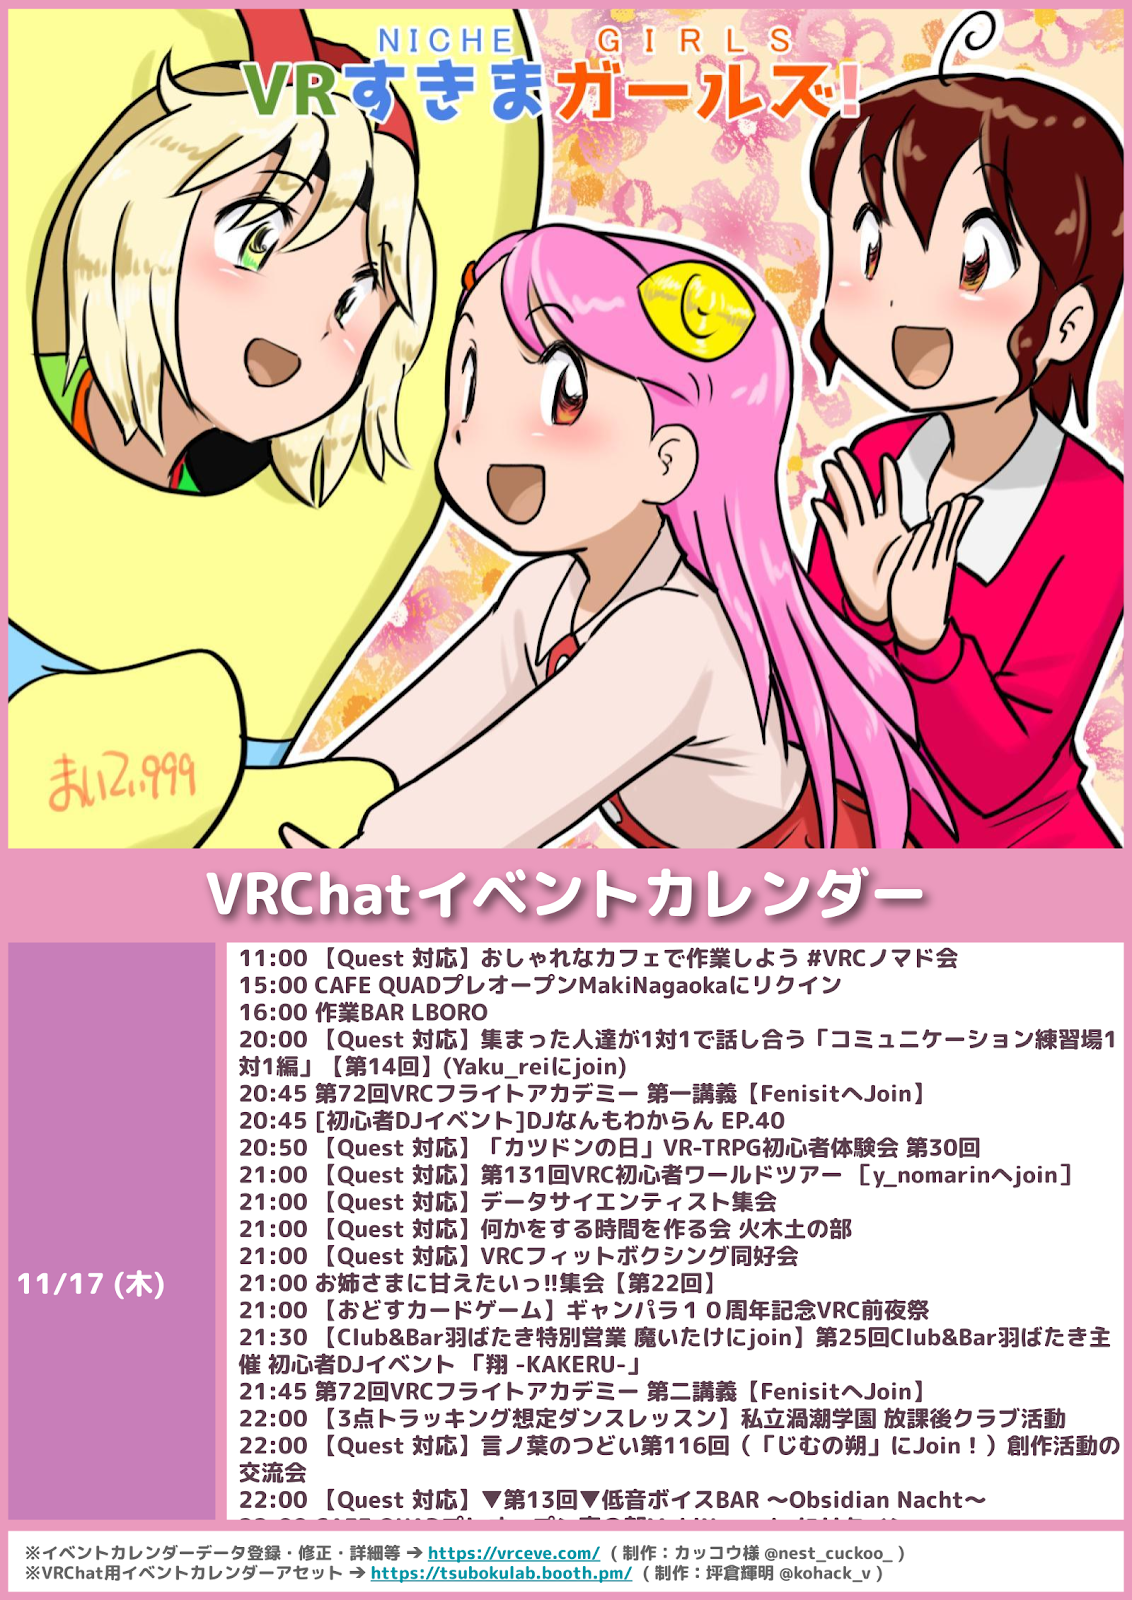 NICHE GIRLS
VRすきまガールズ!
まいこぃ999
VRChatイベントカレンダー
11/17 (木)
11:00 【Quest 対応】おしゃれなカフェで作業しよう #VRCノマド会
15:00 CAFE QUADプレオープンMakiNagaokaにリクイン
16:00 作業BAR LBORO
20:00 【Quest 対応】集まった人達が1対1で話し合う「コミュニケーション練習場1
対1編」【第14回】(Yaku_reiにjoin)
20:45 第72回VRCフライトアカデミー 第一講義【FenisitへJoin】
20:45 [初心者DJイベント]DJなんもわからん EP.40
20:50 【Quest 対応】「カツドンの日」VR-TRPG初心者体験会 第30回
21:00 【Quest 対応】第131回VRC初心者ワールドツアー ［y_nomarinへjoin］
21:00 【Quest 対応】データサイエンティスト集会
21:00 【Quest 対応】何かをする時間を作る会 火木土の部
21:00 【Quest 対応】VRCフィットボクシング同好会
21:00 お姉さまに甘えたいっ!!集会【第22回】
21:00 【おどすカードゲーム】ギャンパラ１０周年記念VRC前夜祭
21:30 【Club&Bar羽ばたき特別営業 魔いたけにjoin】第25回Club&Bar羽ばたき主
催 初心者DJイベント 「翔 -KAKERU-」
21:45 第72回VRCフライトアカデミー 第二講義【FenisitへJoin】
22:00 【3点トラッキング想定ダンスレッスン】私立渦潮学園 放課後クラブ活動
22:00 【Quest 対応】言ノ葉のつどい第116回（「じむの朔」にJoin！）創作活動の
交流会
22:00 【Quest 対応】▼第13回▼低音ボイスBAR ～Obsidian Nacht～
※イベントカレンダーデータ登録・修正・詳細等 ➔ https://vrceve.com/ ( 制作：カッコウ様 @nest_cuckoo_ )
※VRChat用イベントカレンダーアセット ➔ https://tsubokulab.booth.pm/ ( 制作：坪倉輝明 @kohack_v )